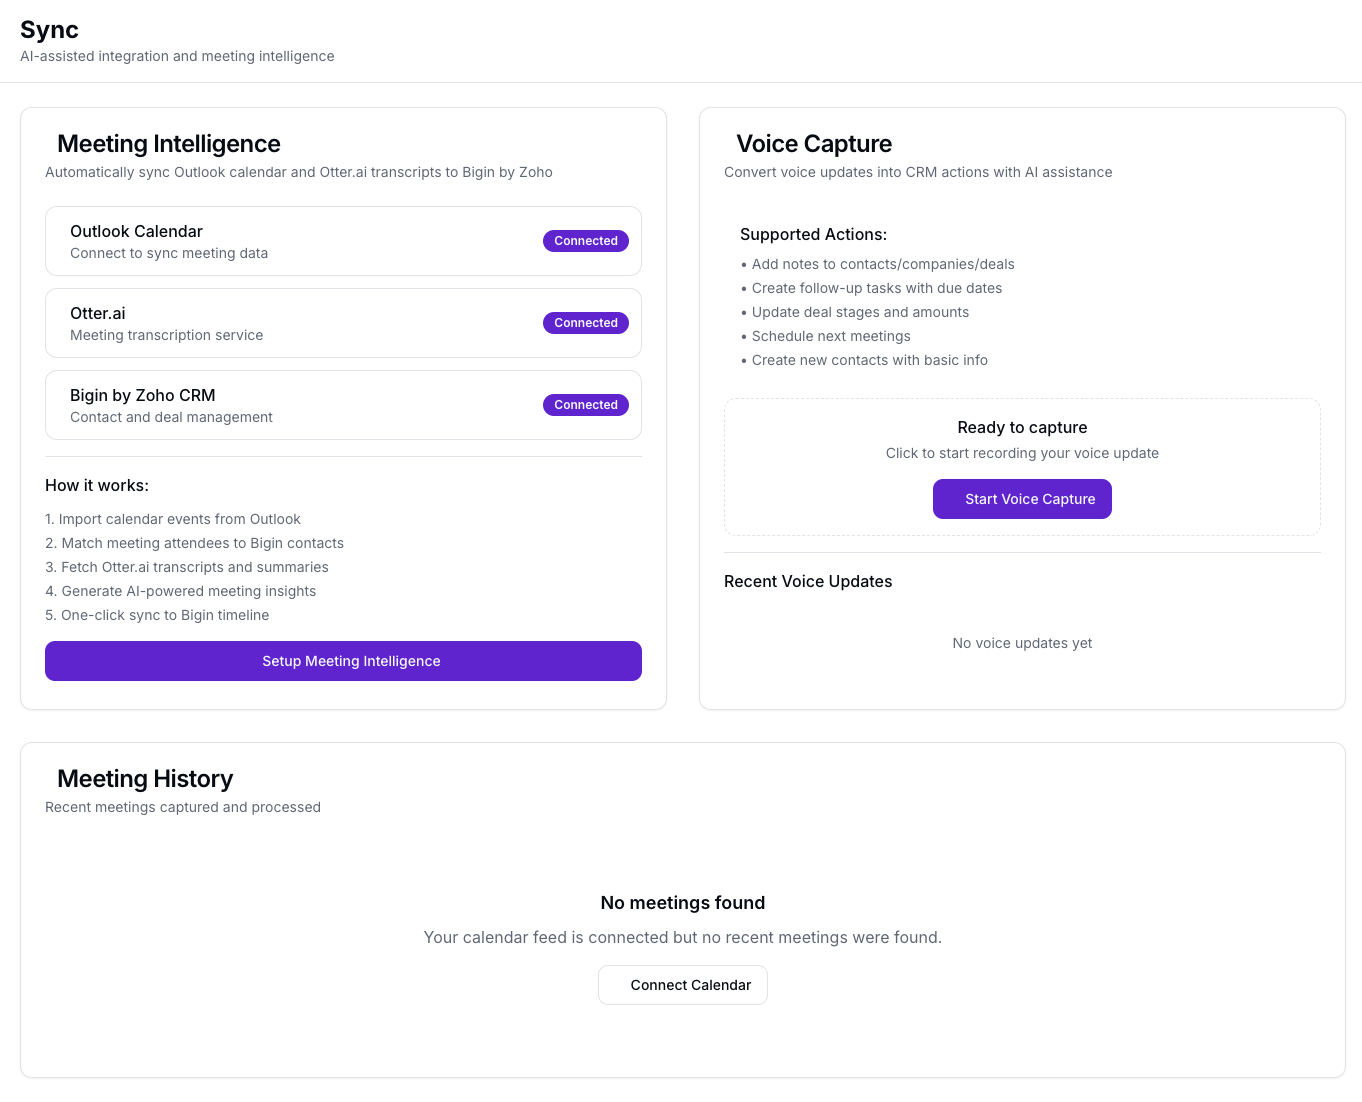 Sync
AI-assisted integration and meeting intelligence
Meeting Intelligence
Automatically sync Outlook calendar and Otter.ai transcripts to Bigin by Zoho
Outlook Calendar
Connect to sync meeting data
Connected
Otter.ai
Meeting transcription service
Connected
Bigin by Zoho CRM
Contact and deal management
Connected
How it works:
1. Import calendar events from Outlook
2. Match meeting attendees to Bigin contacts
3. Fetch Otter.ai transcripts and summaries
4. Generate AI-powered meeting insights
5. One-click sync to Bigin timeline
Setup Meeting Intelligence
Voice Capture
Convert voice updates into CRM actions with AI assistance
Supported Actions:
• Add notes to contacts/companies/deals
• Create follow-up tasks with due dates
• Update deal stages and amounts
• Schedule next meetings
• Create new contacts with basic info
Ready to capture
Click to start recording your voice update
Start Voice Capture
Recent Voice Updates
No voice updates yet
Meeting History
Recent meetings captured and processed
No meetings found
Your calendar feed is connected but no recent meetings were found.
Connect Calendar